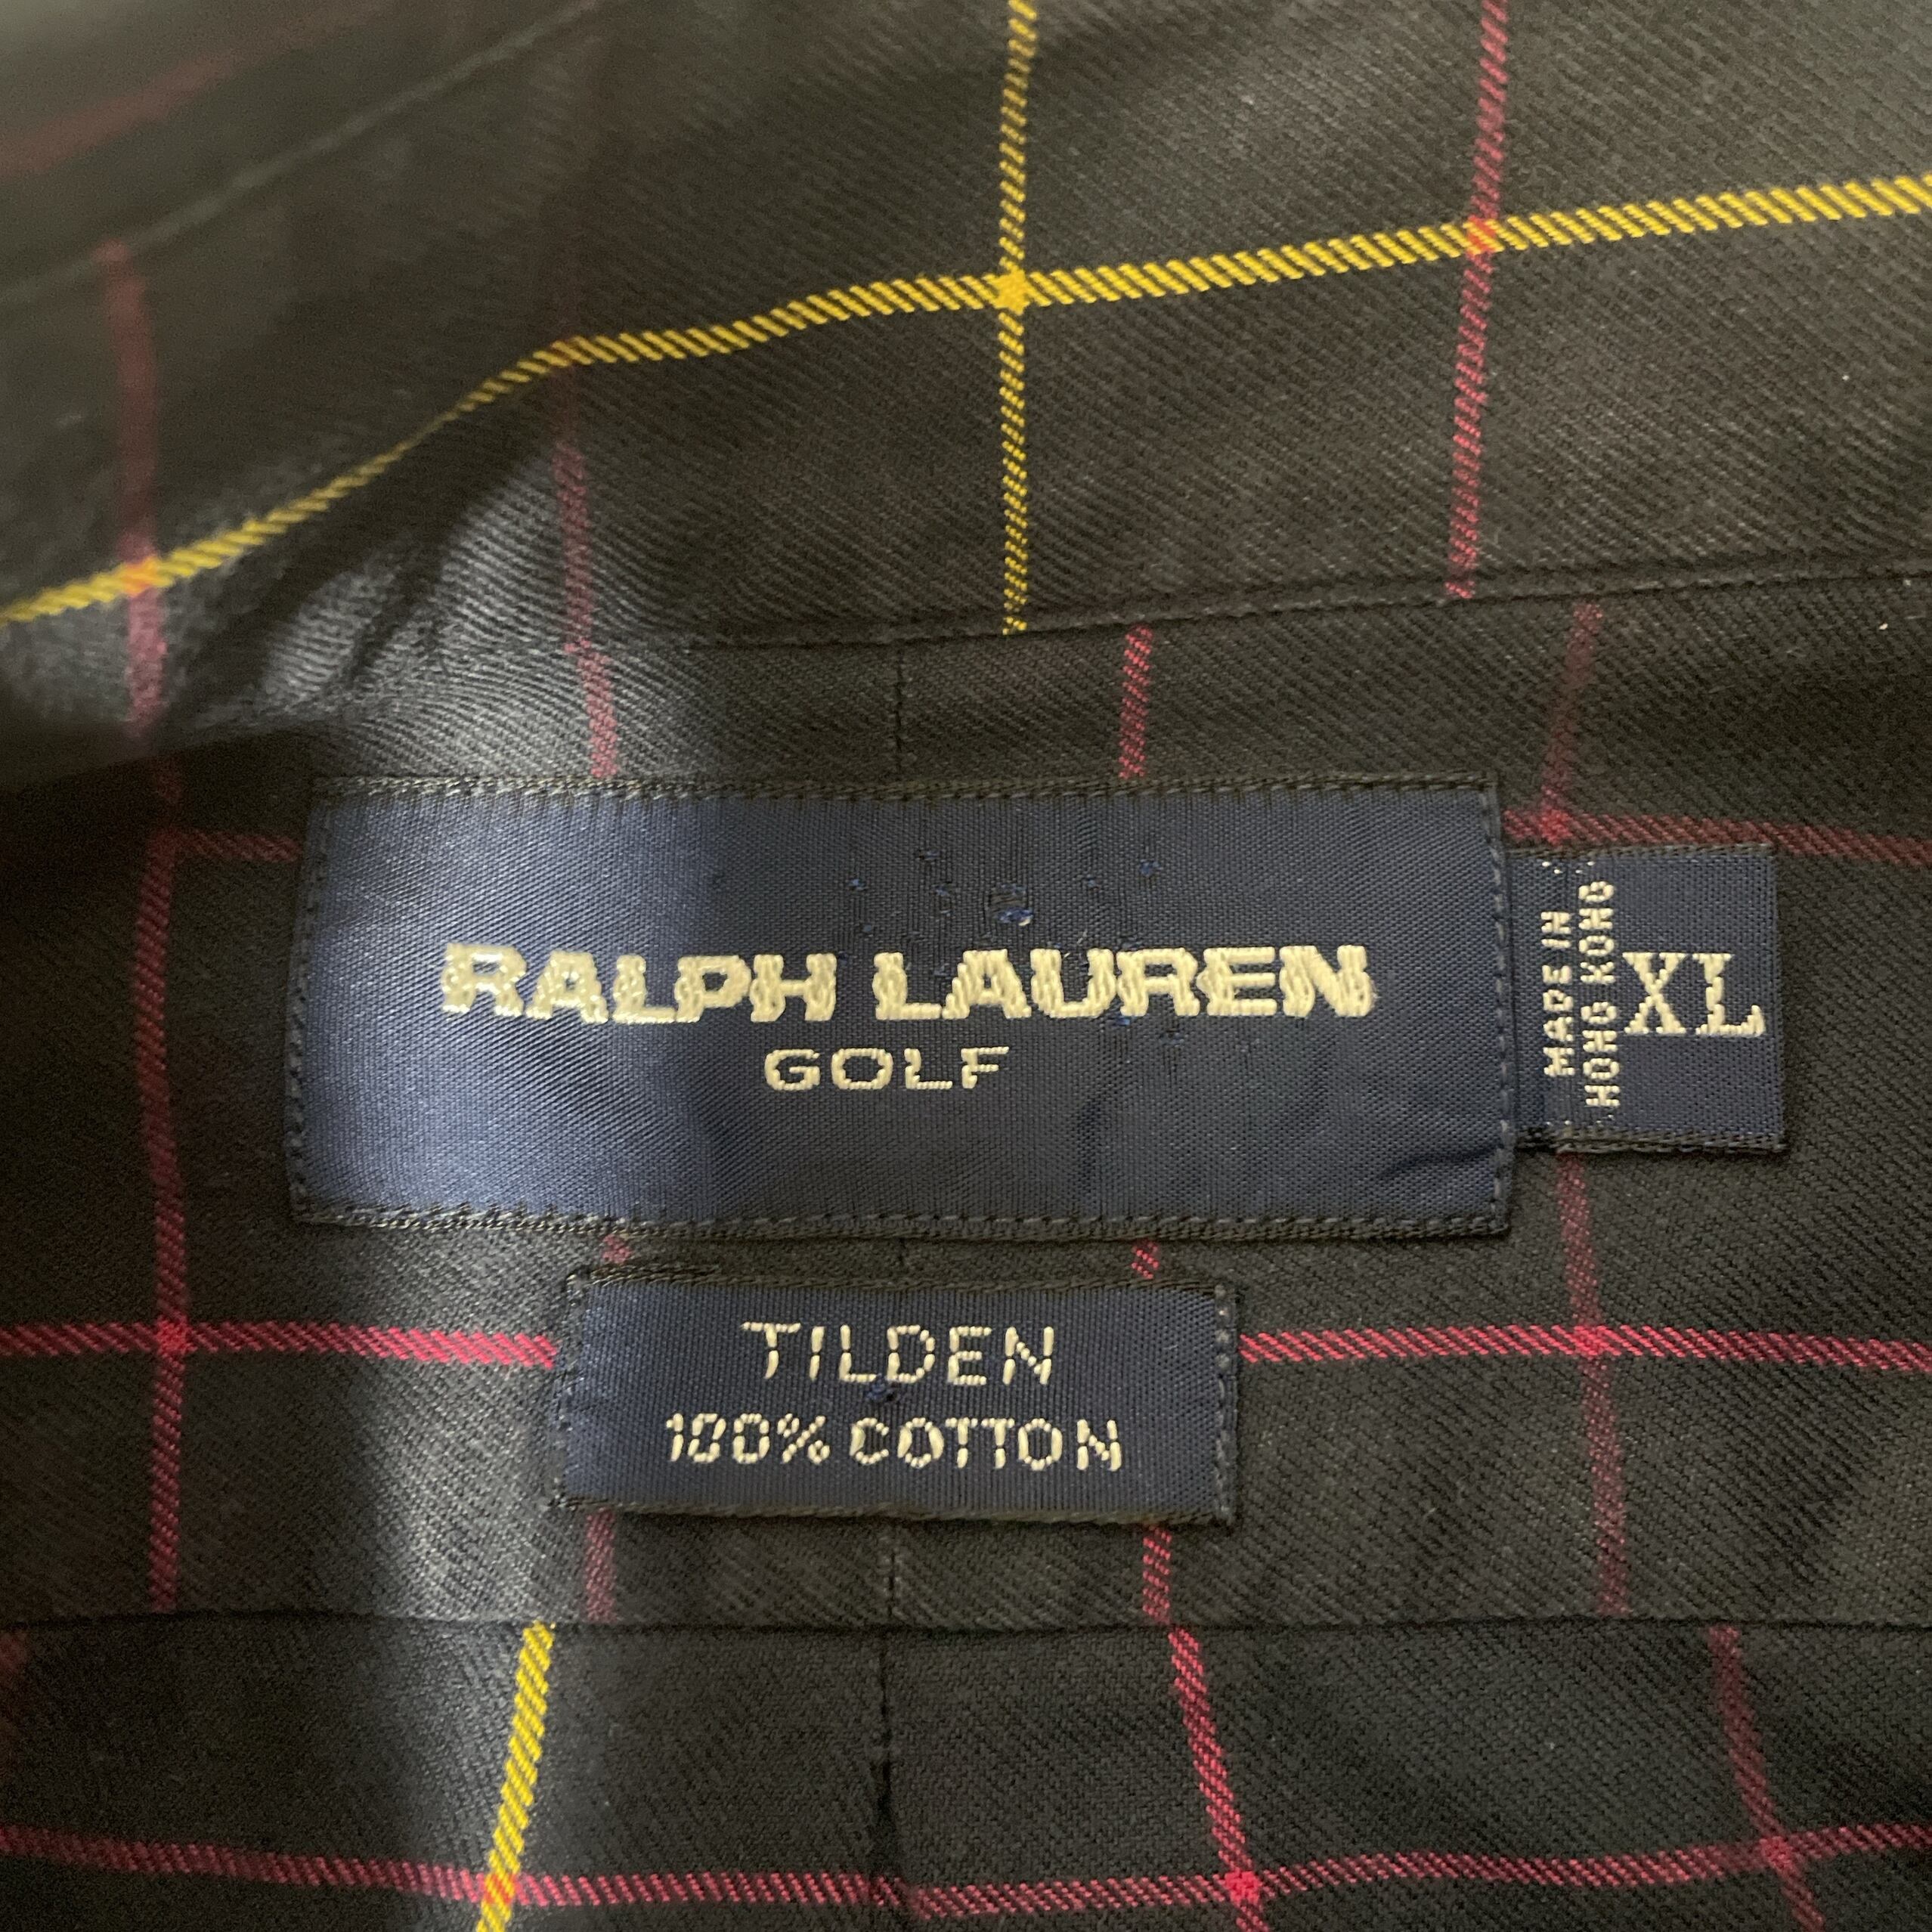 RALPH LAUREN
GOLF
MADE IN
HONG KONG
XL
TILDEN
100% COTTON